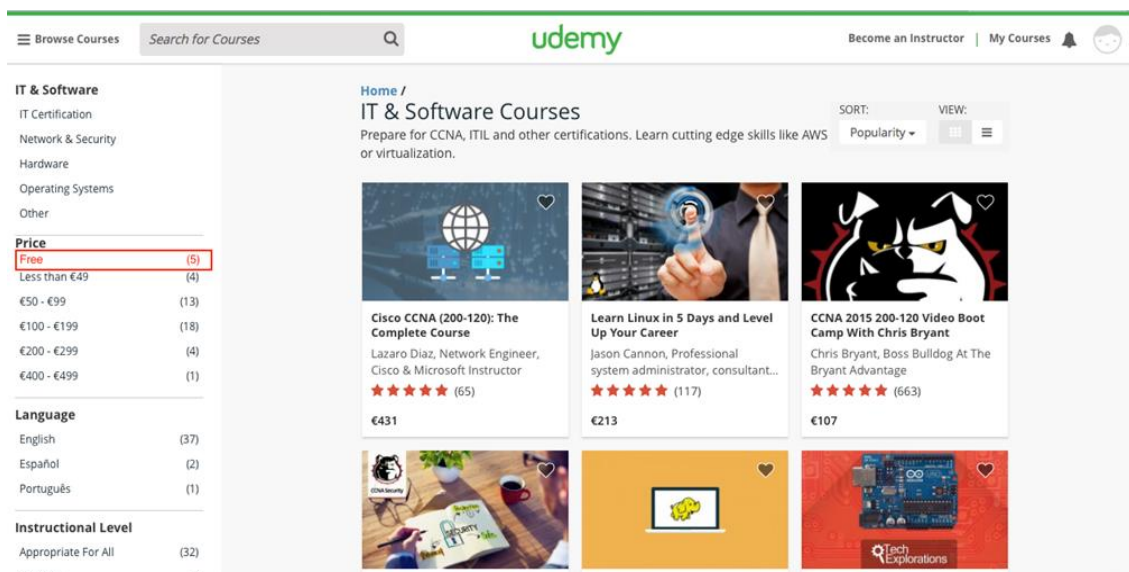 Browse Courses
Search for Courses
udemy
Become an Instructor | My Courses
IT & Software
IT Certification
Network & Security
Hardware
Operating Systems
Other
Price
Free (5)
Less than €49 (4)
€50 - €99 (13)
€100 - €199 (18)
€200 - €299 (4)
€400 - €499 (1)
Language
English (37)
Español (2)
Português (1)
Instructional Level
Appropriate For All (32)
Home /
IT & Software Courses
Prepare for CCNA, ITIL and other certifications. Learn cutting edge skills like AWS
or virtualization.
SORT: VIEW:
Popularity
Cisco CCNA (200-120): The
Complete Course
Lazaro Diaz, Network Engineer,
Cisco & Microsoft Instructor
(65)
€431
Learn Linux in 5 Days and Level
Up Your Career
Jason Cannon, Professional
system administrator, consultant...
(117)
€213
CCNA 2015 200-120 Video Boot
Camp With Chris Bryant
Chris Bryant, Boss Bulldog At The
Bryant Advantage
(663)
€107
CCNA Security
SECURITY
Tech
Explorations